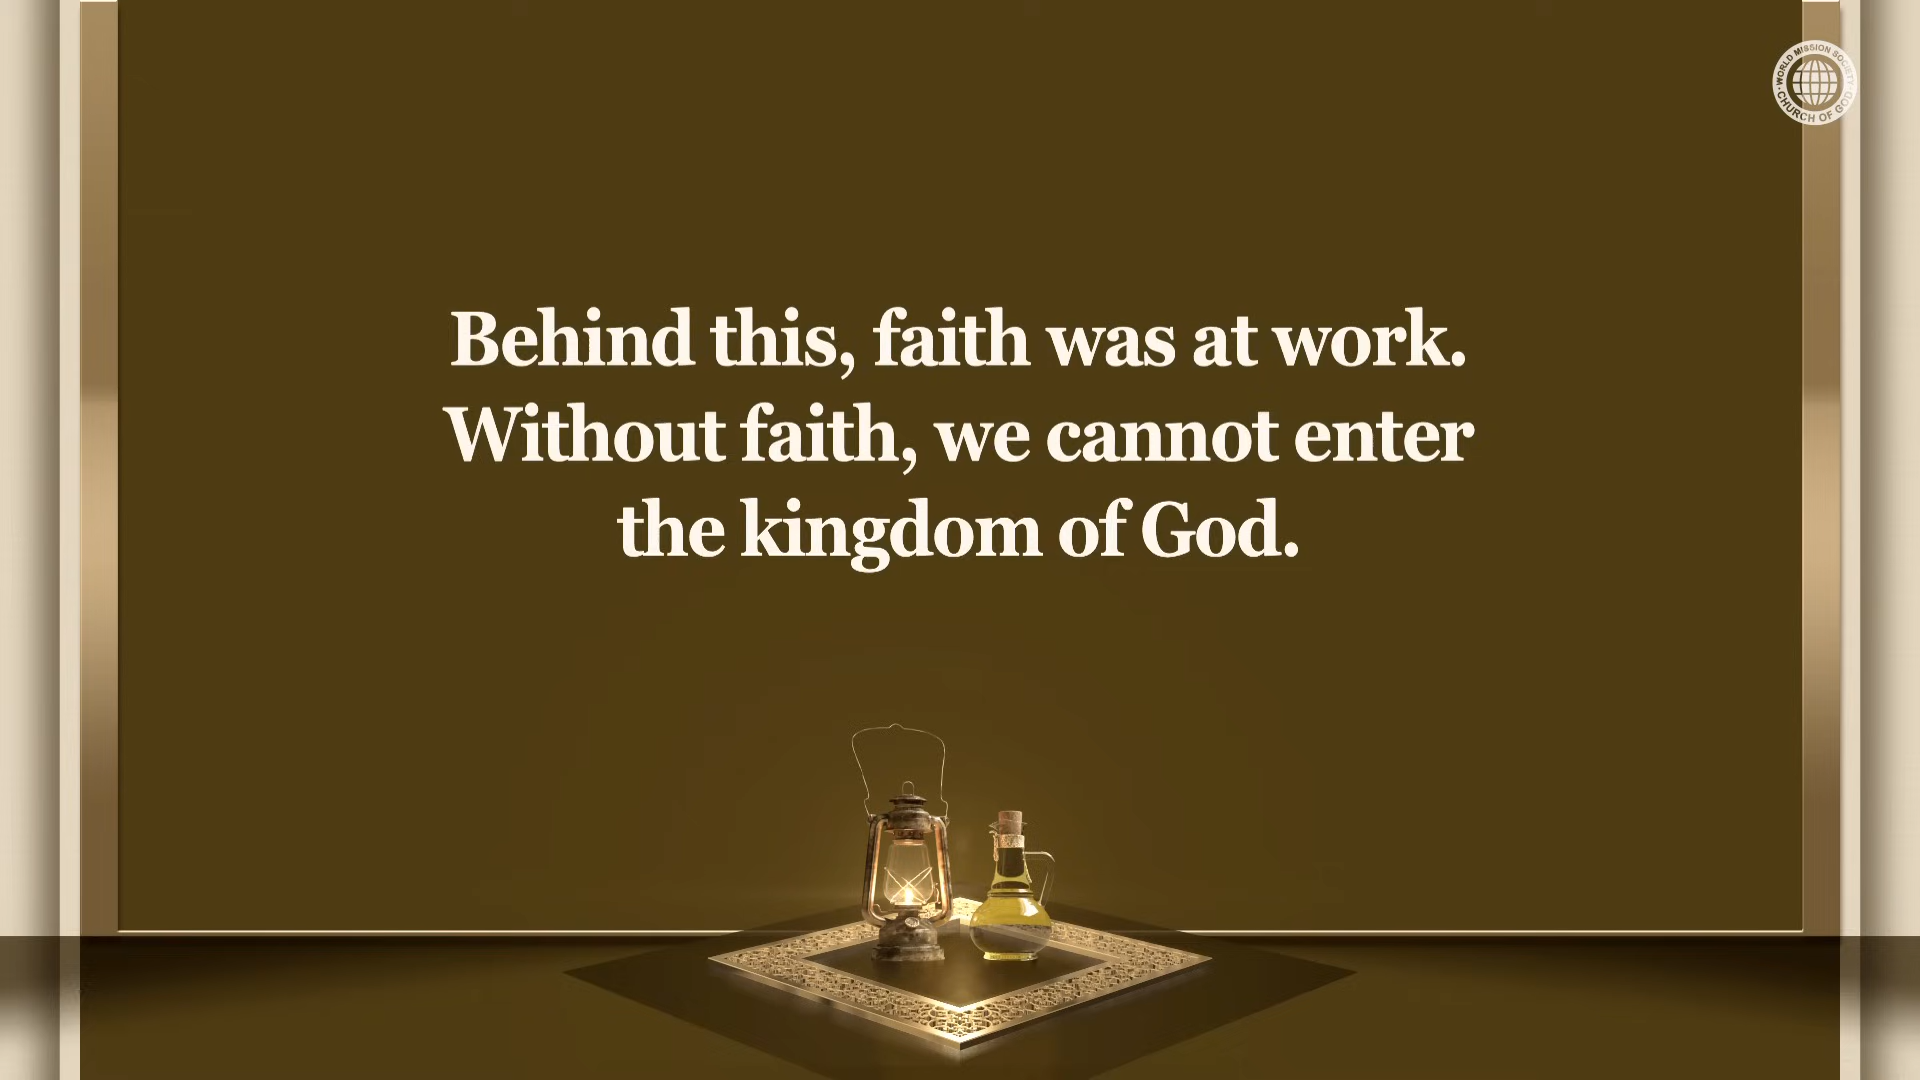 WORLD MISSION SOCIETY
CHURCH OF GOD
Behind this, faith was at work.
Without faith, we cannot enter
the kingdom of God.